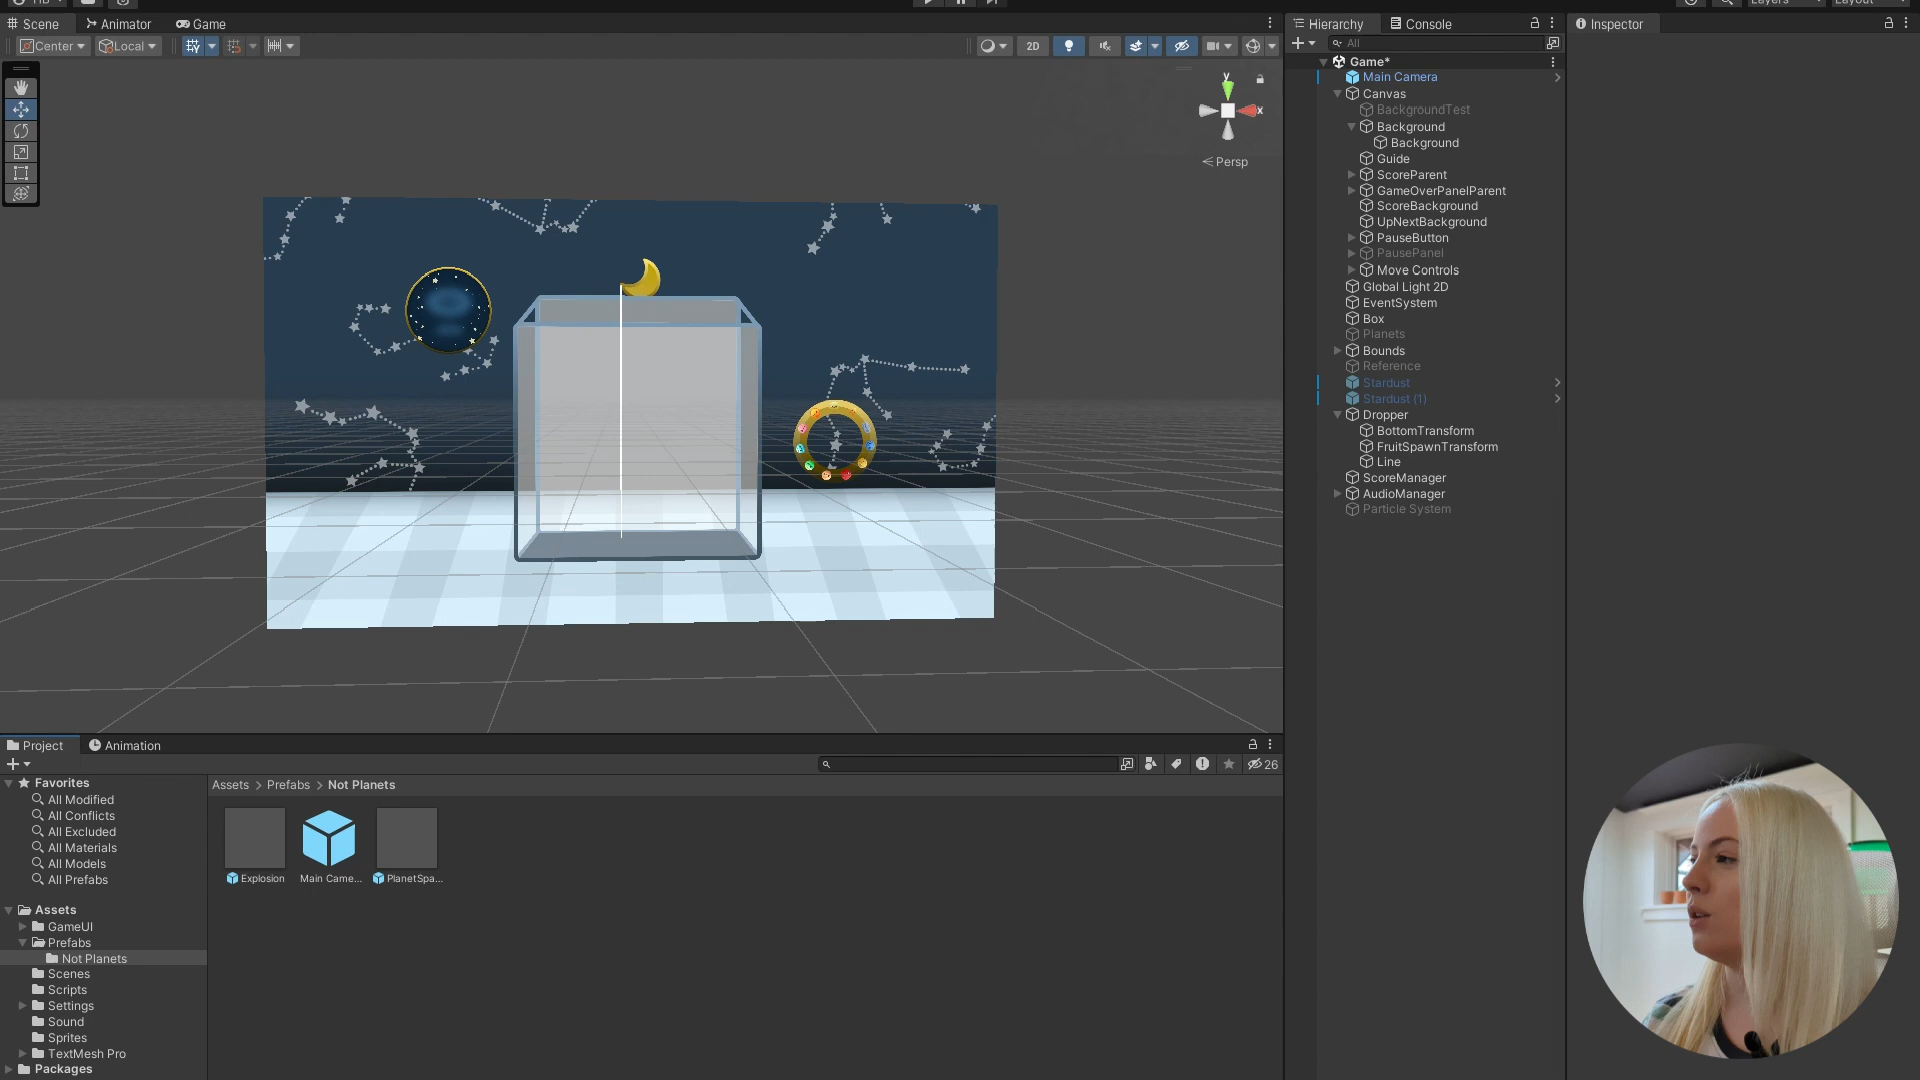 Layers
Layout
Scene
Animator
Game
Hierarchy
Console
Inspector
Center
Local
2D
All
Game*
Main Camera
Canvas
BackgroundTest
Background
Background
Guide
ScoreParent
GameOverPanelParent
ScoreBackground
UpNextBackground
PauseButton
PausePanel
Move Controls
Global Light 2D
EventSystem
Box
Planets
Bounds
Reference
Stardust
Stardust (1)
Dropper
BottomTransform
FruitSpawnTransform
Line
ScoreManager
AudioManager
Particle System
y
x
< Persp
Project
Animation
26
Favorites
All Modified
All Conflicts
All Excluded
All Materials
All Models
All Prefabs
Assets
GameUI
Prefabs
Not Planets
Scenes
Scripts
Settings
Sound
Sprites
TextMesh Pro
Packages
Assets > Prefabs > Not Planets
Explosion
Main Came...
PlanetSpa...